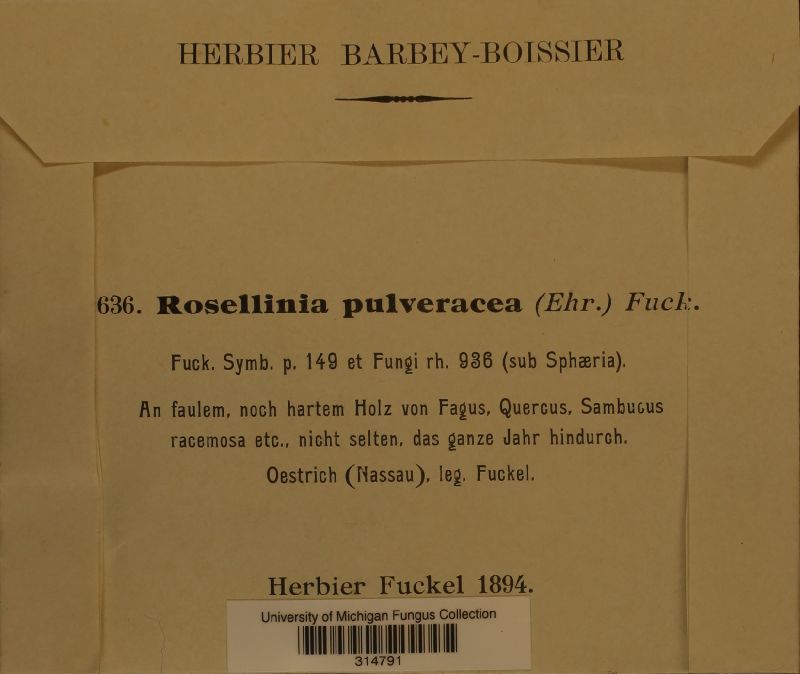 HERBIER BARBEY-BOISSIER
636. Rosellinia pulveracea (Ehr.) Fuck.
Fuck. Symb. p. 149 et Fungi rh. 936 (sub Sphæria).
An faulem, noch hartem Holz von Fagus, Quercus, Sambucus
racemosa etc., nicht selten, das ganze Jahr hindurch.
Oestrich (Nassau), leg. Fuckel.
Herbier Fuckel 1894.
University of Michigan Fungus Collection
314791